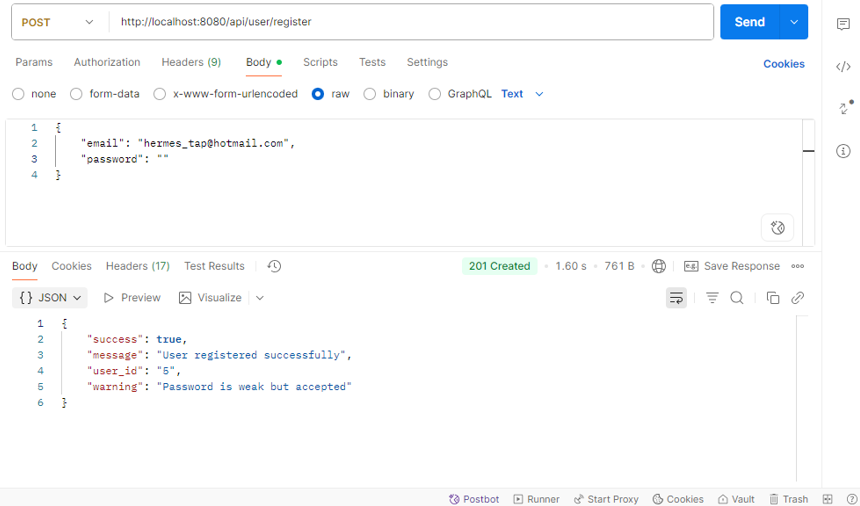 POST http://localhost:8080/api/user/register Send
Params Authorization Headers (9) Body Scripts Tests Settings Cookies
none form-data x-www-form-urlencoded raw binary GraphQL Text
1 {
2 "email": "hermes_tap@hotmail.com",
3 "password": ""
4 }
Body Cookies Headers (17) Test Results 201 Created • 1.60 s • 761 B • e.g. Save Response
{} JSON Preview Visualize
1 {
2 "success": true,
3 "message": "User registered successfully",
4 "user_id": "5",
5 "warning": "Password is weak but accepted"
6 }
Postbot Runner Start Proxy Cookies Vault Trash